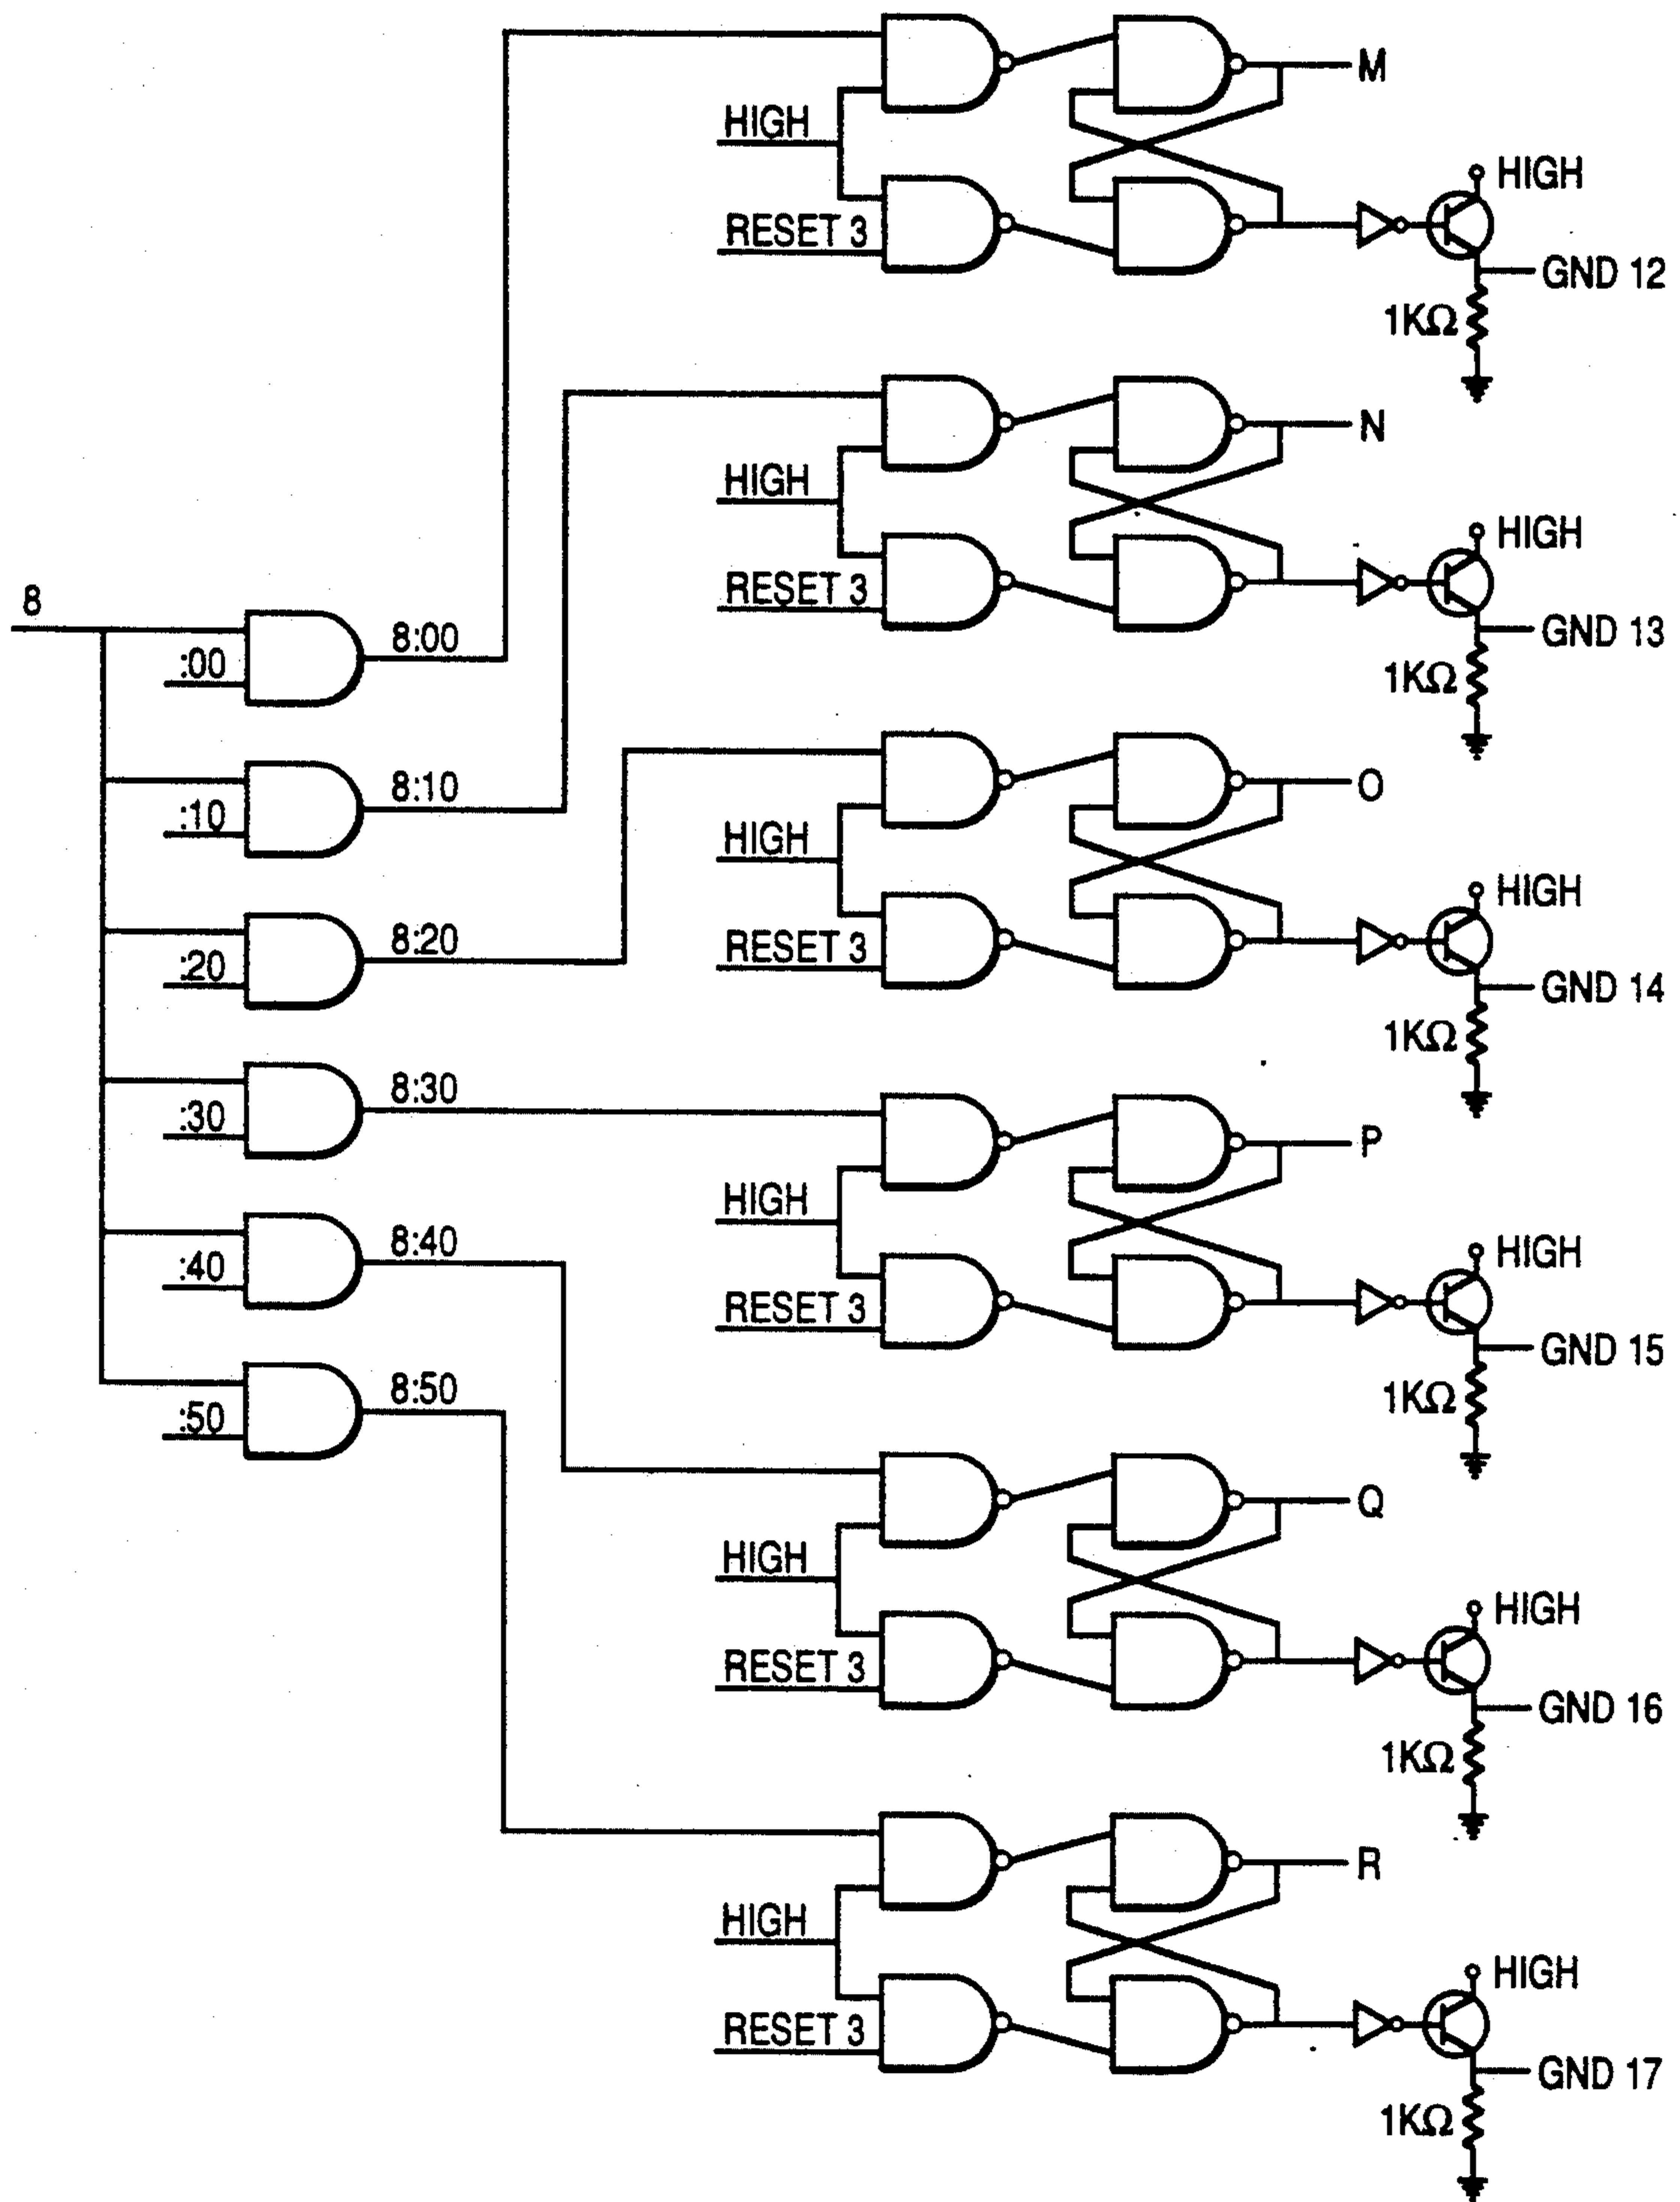 M
HIGH
HIGH
RESET 3
GND 12
1KΩ
N
HIGH
HIGH
RESET 3
GND 13
1KΩ
8
8:00
:00
8:10
:10
O
HIGH
HIGH
RESET 3
GND 14
1KΩ
8:20
:20
8:30
:30
P
HIGH
HIGH
RESET 3
GND 15
1KΩ
8:40
:40
8:50
:50
Q
HIGH
HIGH
RESET 3
GND 16
1KΩ
R
HIGH
HIGH
RESET 3
GND 17
1KΩ